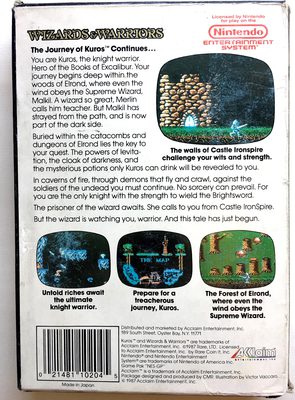 WIZARDS & WARRIORS
Licensed by Nintendo
for play on the
Nintendo
ENTERTAINMENT
SYSTEM
The Journey of Kuros™ Continues...
You are Kuros, the knight warrior.
Hero of the Books of Excalibur. Your
journey begins deep within the
woods of Elrond, where even the
wind obeys the Supreme Wizard,
Malkil. A wizard so great, Merlin
calls him teacher. But Malkil has
strayed from the path, and is now
part of the dark side.
Buried within the catacombs and
dungeons of Elrond lies the key to
your quest. The powers of levita-
tion, the cloak of darkness, and
the mysterious potions only Kuros can drink will be revealed to you.
The walls of Castle Ironspire
challenge your wits and strength.
In caverns of fire, through demons that fly and crawl, against the
soldiers of the undead you must continue. No sorcery can prevail. For
you are the only knight with the strength to wield the Brightsword.
The prisoner of the wizard awaits. She calls to you from Castle IronSpire.
But the wizard is watching you, warrior. And this tale has just begun.
THE MAP
Untold riches await
the ultimate
knight warrior.
Prepare for a
treacherous
journey, Kuros.
The Forest of Elrond,
where even the
wind obeys the
Supreme Wizard.
Distributed and marketed by Acclaim Entertainment, Inc.
189 South Street, Oyster Bay, N.Y. 11771
Kuros™ and Wizards & Warriors™ are trademarks of
Acclaim Entertainment, Inc. ©1987 Rare, LTD. Licensed
to Acclaim Entertainment, Inc. by Rare Coin It, Inc.
Nintendo® and Nintendo Entertainment
System® are trademarks of Nintendo of America Inc.
Game Pak "NES-GP"
Acclaim™ is a trademark of Acclaim Entertainment, Inc.
Package designed and produced by CMR. Illustration by Victor Vaccaro
© 1987 Acclaim Entertainment, Inc.
Acclaim
0 21481 10204
Made in Japan